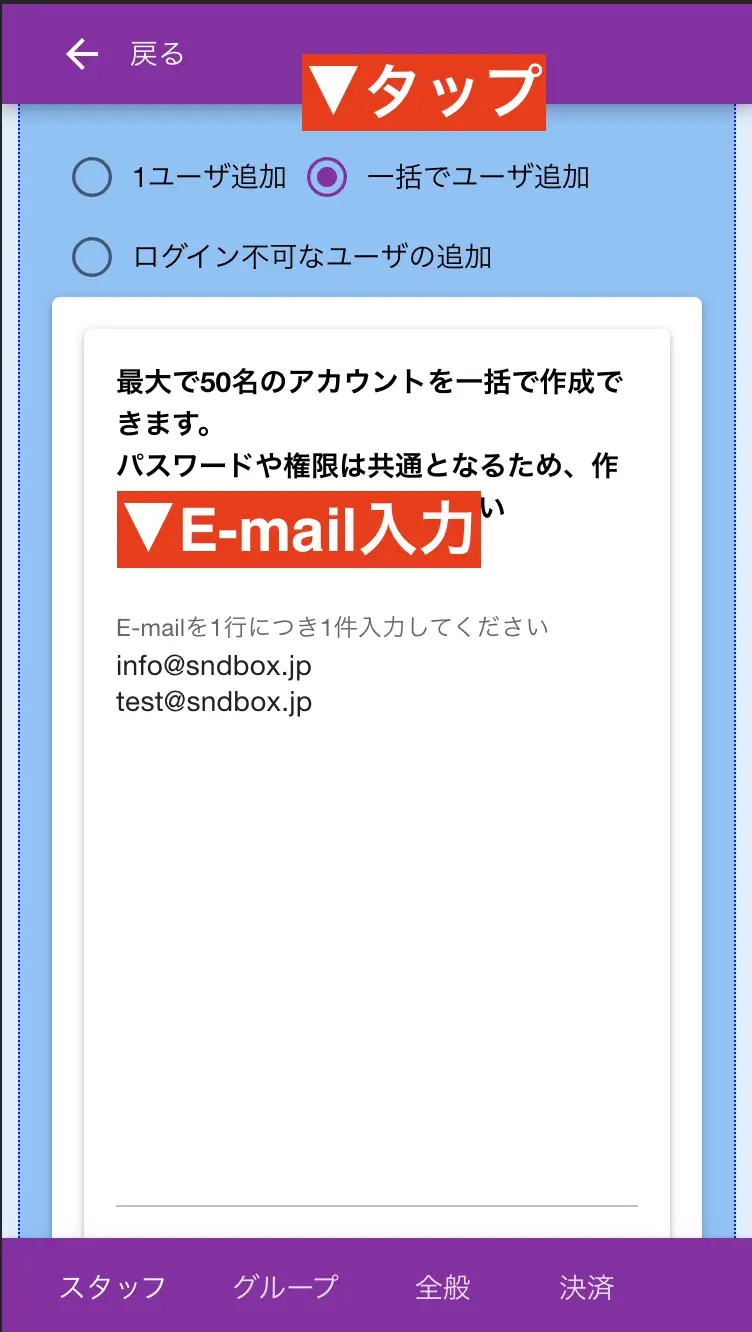 戻る
▼タップ
1ユーザ追加
一括でユーザ追加
ログイン不可なユーザの追加
最大で50名のアカウントを一括で作成で
きます。
パスワードや権限は共通となるため、作
い
▼E-mail入力
E-mailを1行につき1件入力してください
info@sndbox.jp
test@sndbox.jp
スタッフ
グループ
全般
決済